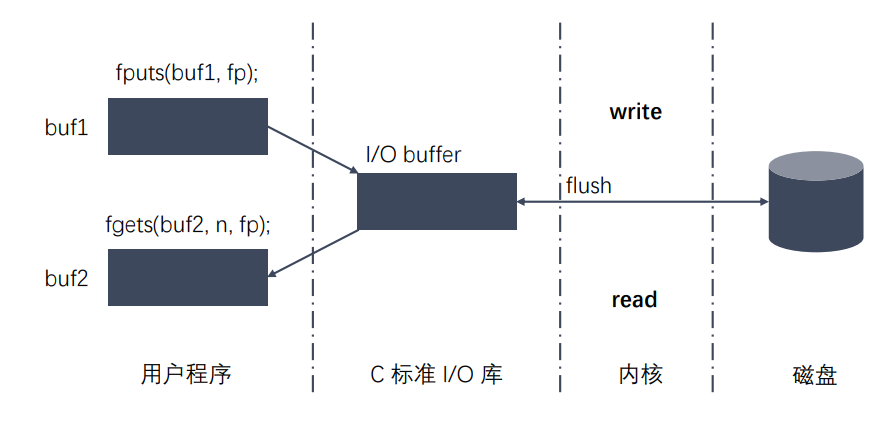 fputs(buf1, fp);
buf1
write
I/O buffer
flush
fgets(buf2, n, fp);
buf2
read
用户程序
C 标准 I/O 库
内核
磁盘